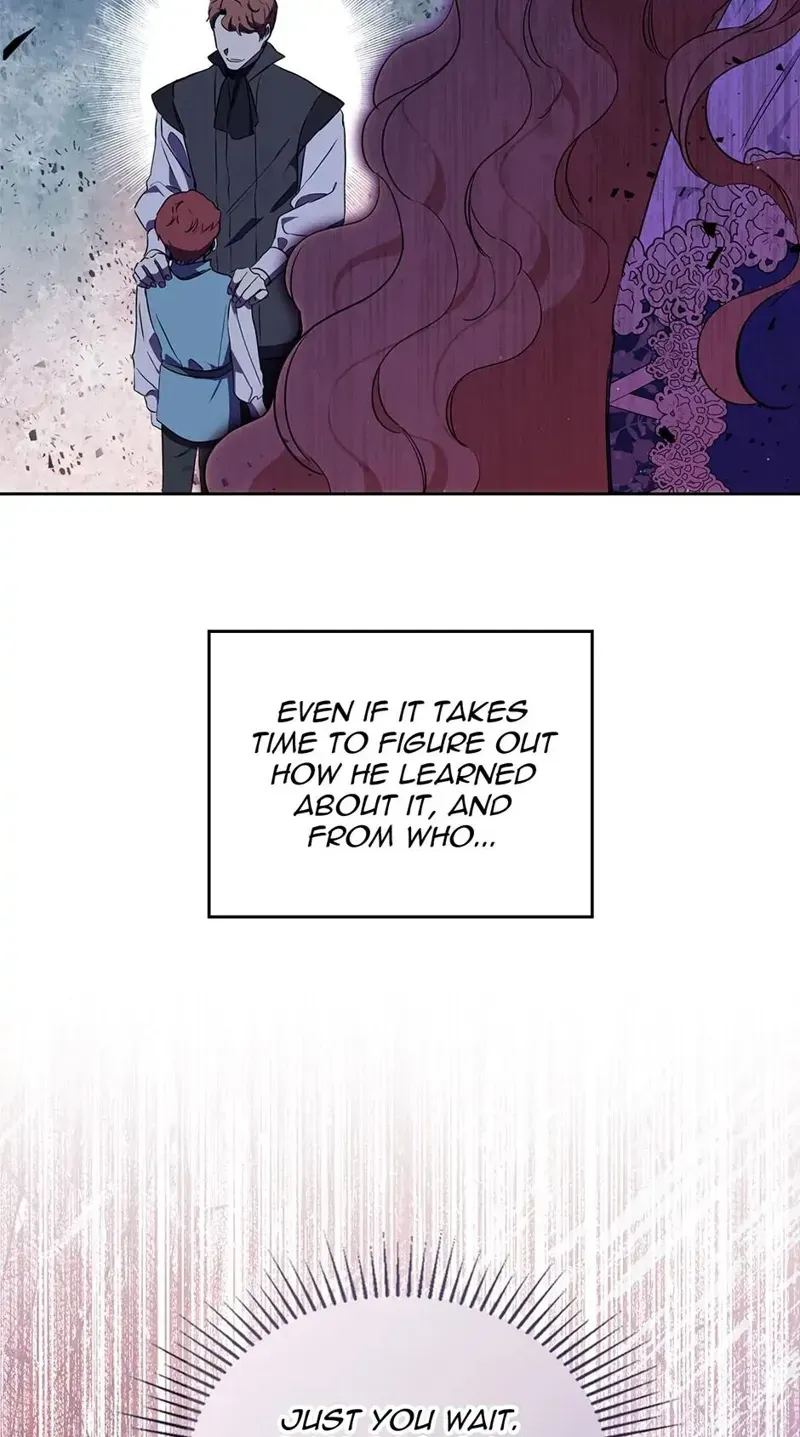 EVEN IF IT TAKES
TIME TO FIGURE OUT
HOW HE LEARNED
ABOUT IT, AND
FROM WHO...
JUST YOU WAIT.